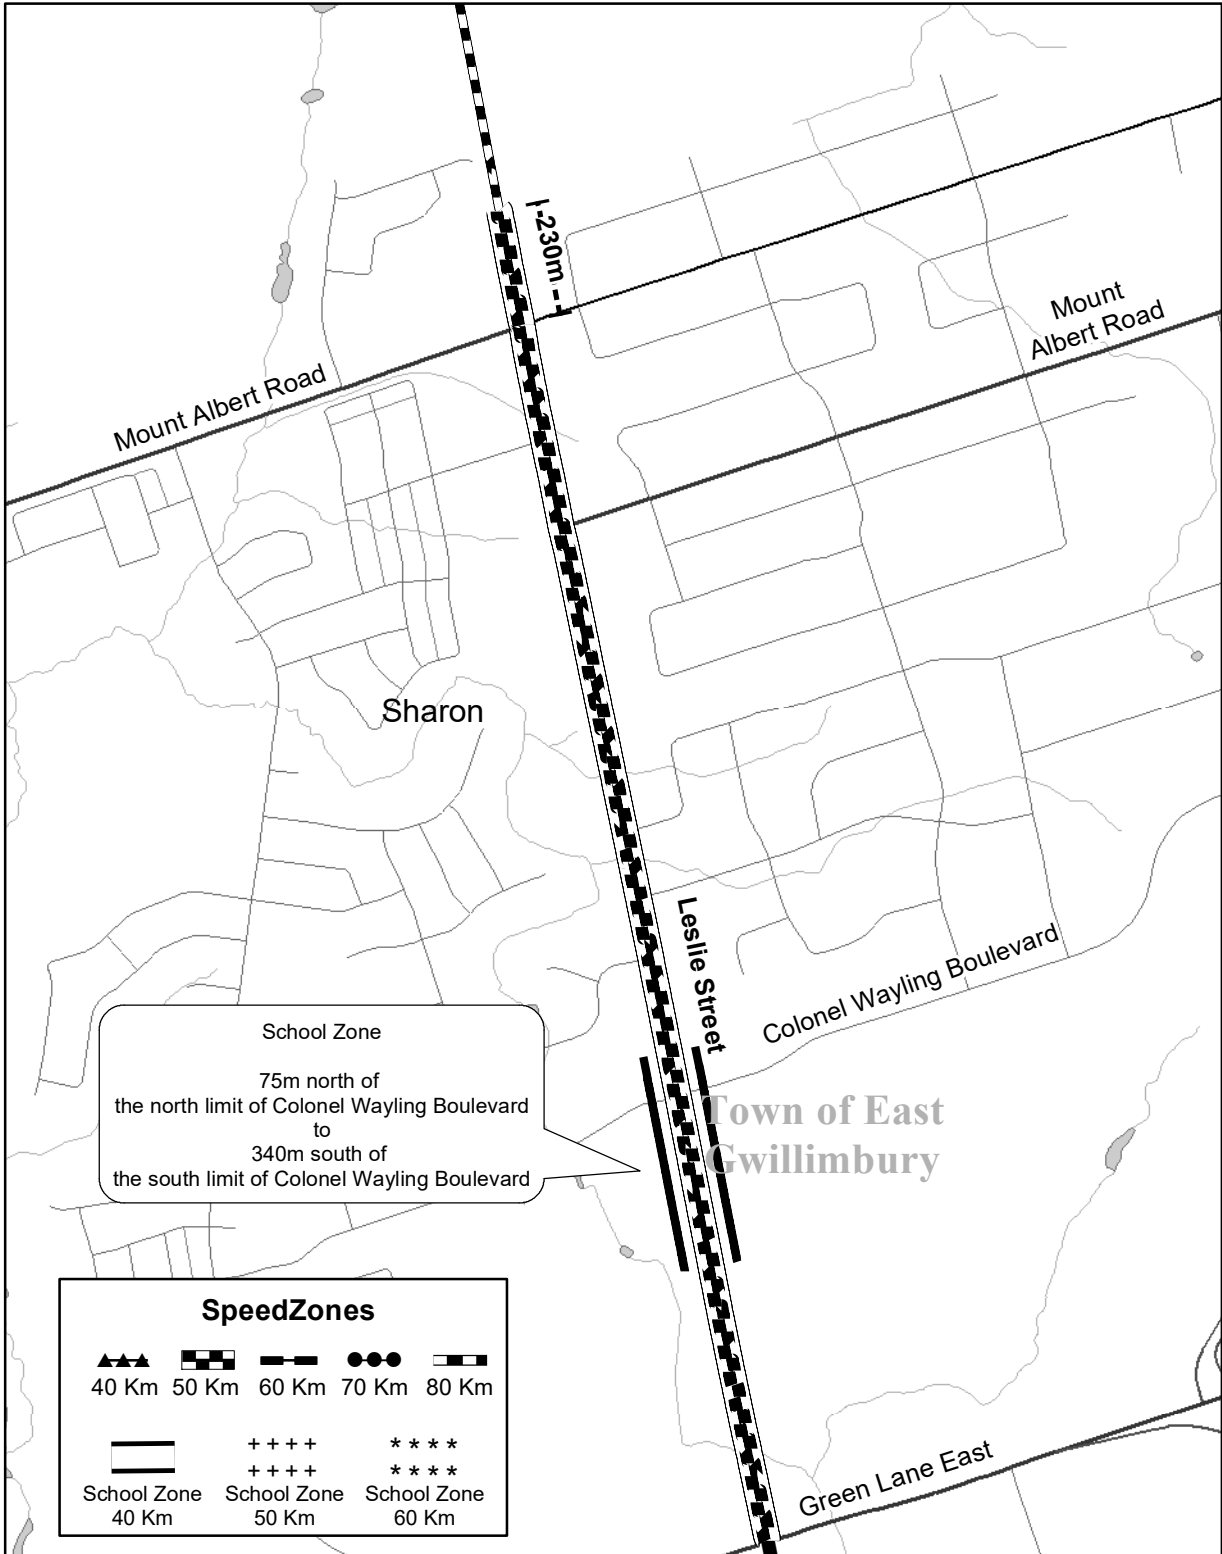 230m
Mount
Albert Road
Mount Albert Road
Sharon
Leslie Street
Colonel Wayling Boulevard
School Zone
75m north of
the north limit of Colonel Wayling Boulevard
to
340m south of
the south limit of Colonel Wayling Boulevard
Town of East
Gwillimbury
SpeedZones
40 Km 50 Km 60 Km 70 Km 80 Km
School Zone School Zone School Zone
40 Km 50 Km 60 Km
Green Lane East